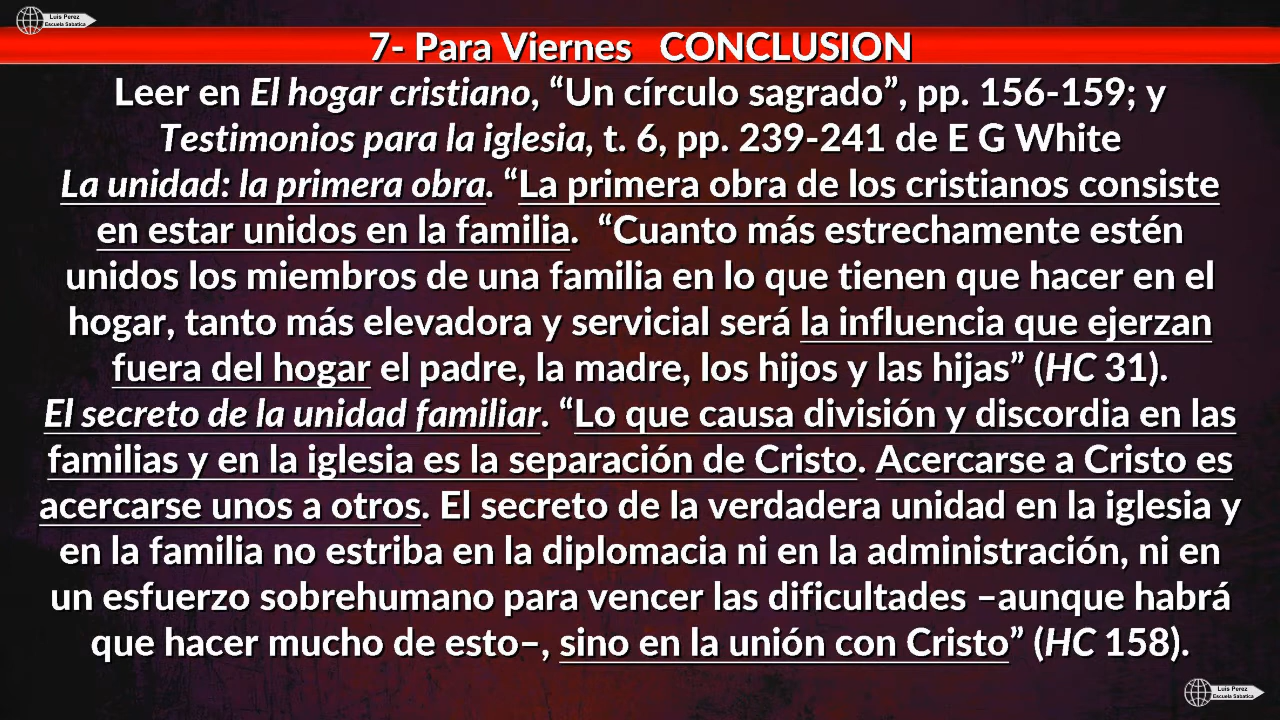 Luis Perez
Escuela Sabatica
7- Para Viernes CONCLUSION
Leer en El hogar cristiano, “Un círculo sagrado”, pp. 156-159; y
Testimonios para la iglesia, t. 6, pp. 239-241 de E G White
La unidad: la primera obra. “La primera obra de los cristianos consiste
en estar unidos en la familia. “Cuanto más estrechamente estén
unidos los miembros de una familia en lo que tienen que hacer en el
hogar, tanto más elevadora y servicial será la influencia que ejerzan
fuera del hogar el padre, la madre, los hijos y las hijas” (HC 31).
El secreto de la unidad familiar. “Lo que causa división y discordia en las
familias y en la iglesia es la separación de Cristo. Acercarse a Cristo es
acercarse unos a otros. El secreto de la verdadera unidad en la iglesia y
en la familia no estriba en la diplomacia ni en la administración, ni en
un esfuerzo sobrehumano para vencer las dificultades –aunque habrá
que hacer mucho de esto–, sino en la unión con Cristo” (HC 158).
Luis Perez
Escuela Sabatica